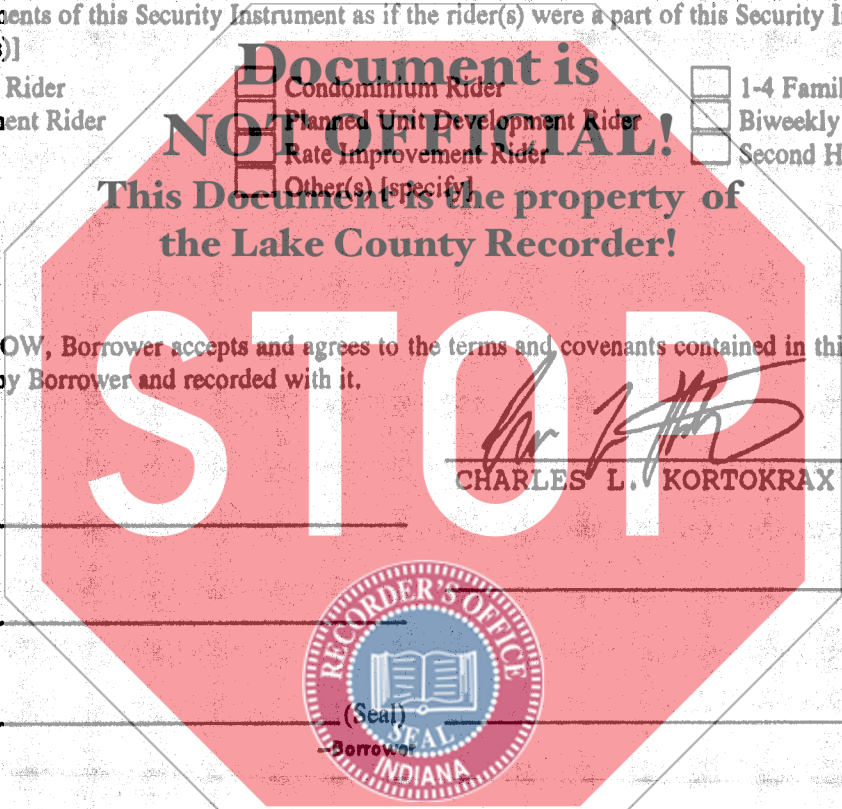 ents of this Security Instrument as if the rider(s) were a part of this Security I
)]
Rider Condominium Rider 1-4 Famil
ent Rider Planned Unit Development Rider Biweekly
Rate Improvement Rider Second H
Other(s) [specify]
Document is
NOT OFFICIAL!
This Document is the property of
the Lake County Recorder!
OW, Borrower accepts and agrees to the terms and covenants contained in thi
by Borrower and recorded with it.
STOP
CHARLES L. KORTOKRAX
(Seal)
-Borrower
RECORDER'S OFFICE
SEAL
INDIANA